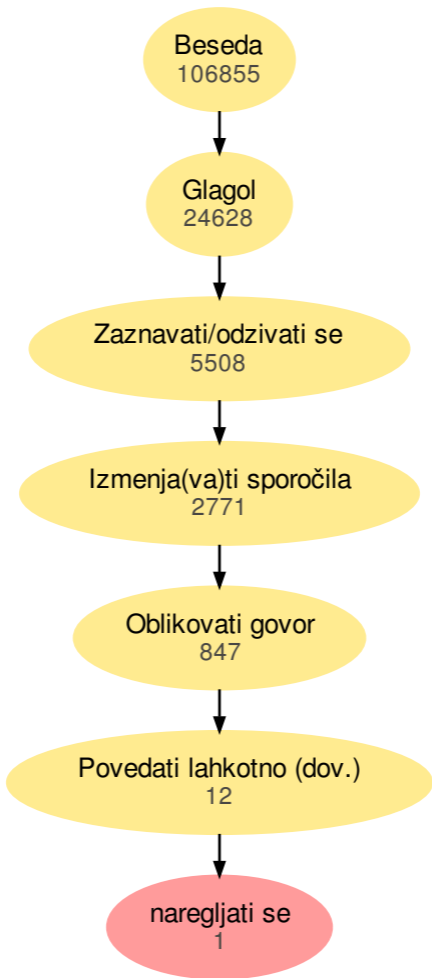 Beseda
106855
Glagol
24628
Zaznavati/odzivati se
5508
Izmenja(va)ti sporočila
2771
Oblikovati govor
847
Povedati lahkotno (dov.)
12
naregljati se
1